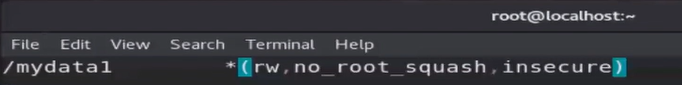 root@localhost:~
File Edit View Search Terminal Help
/mydata1 *(rw,no_root_squash,insecure)